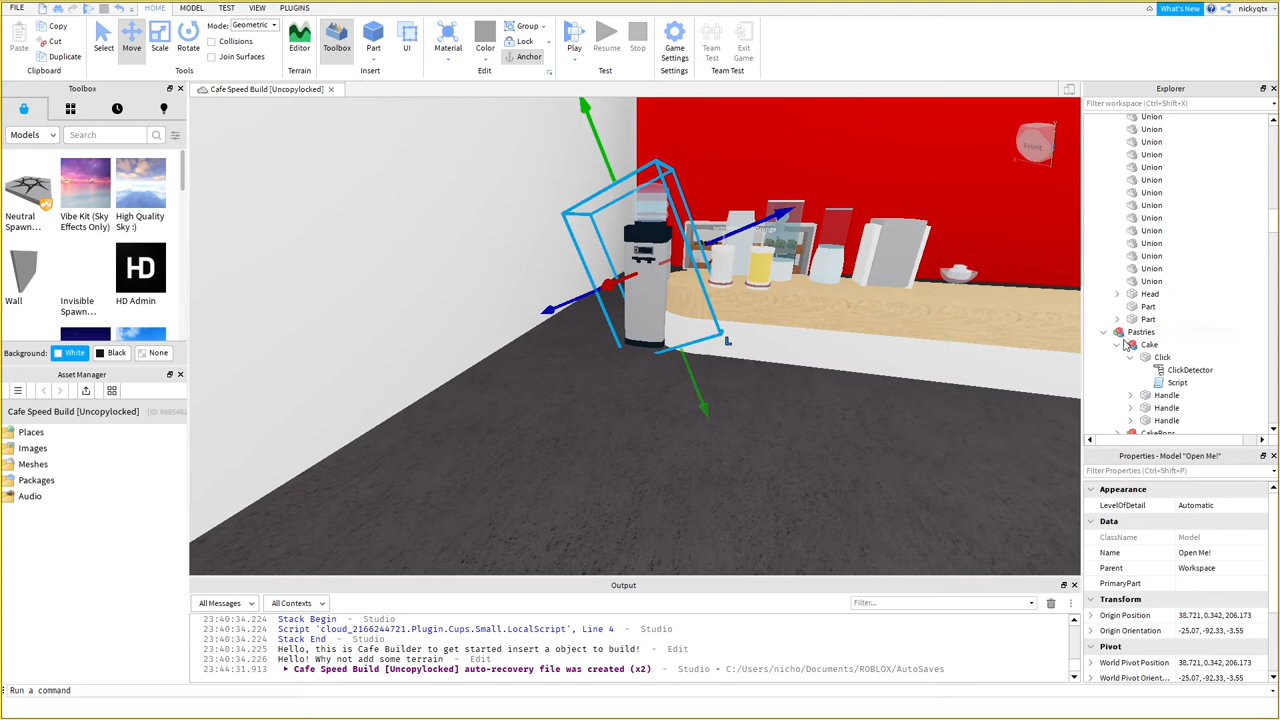 FILE HOME MODEL TEST VIEW PLUGINS What's New nickyqtx
Copy Mode: Geometric Group
Cut Collisions Lock
Paste Duplicate Select Move Scale Rotate Join Surfaces Editor Toolbox Part UI Material Color Anchor Play Resume Stop Game Settings Team Test Exit Game
Clipboard Tools Terrain Insert Edit Test Settings Team Test
Toolbox
Cafe Speed Build [Uncopylocked]
Explorer
Filter workspace (Ctrl+Shift+X)
Models Search
Neutral Spawn...
Vibe Kit (Sky Effects Only)
High Quality Sky :)
HD
Wall
Invisible Spawn...
HD Admin
Background: White Black None
Asset Manager
Cafe Speed Build [Uncopylocked]
Places
Images
Meshes
Packages
Audio
Front
Union
Union
Union
Union
Union
Union
Union
Union
Union
Union
Union
Union
Union
Union
Head
Part
Part
Pastries
Cake
Click
ClickDetector
Script
Handle
Handle
Handle
CakePops
Properties - Model "Open Me!"
Filter Properties (Ctrl+Shift+P)
Appearance
LevelOfDetail Automatic
Data
ClassName Model
Name Open Me!
Parent Workspace
PrimaryPart
Transform
Origin Position 38.721, 0.342, 206.173
Origin Orientation -25.07, -92.33, -3.55
Pivot
World Pivot Position 38.721, 0.342, 206.173
World Pivot Orient... -25.07, -92.33, -3.55
Output
All Messages All Contexts Filter...
23:40:34.224 Stack Begin - Studio
23:40:34.224 Script 'cloud_2166244721.Plugin.Cups.Small.LocalScript', Line 4 - Studio
23:40:34.224 Stack End - Studio
23:40:34.225 Hello, this is Cafe Builder to get started insert a object to build! - Edit
23:40:34.226 Hello! Why not add some terrain - Edit
23:44:31.913 Cafe Speed Build [Uncopylocked] auto-recovery file was created (x2) - Studio - C:/Users/nicho/Documents/ROBLOX/AutoSaves
Run a command